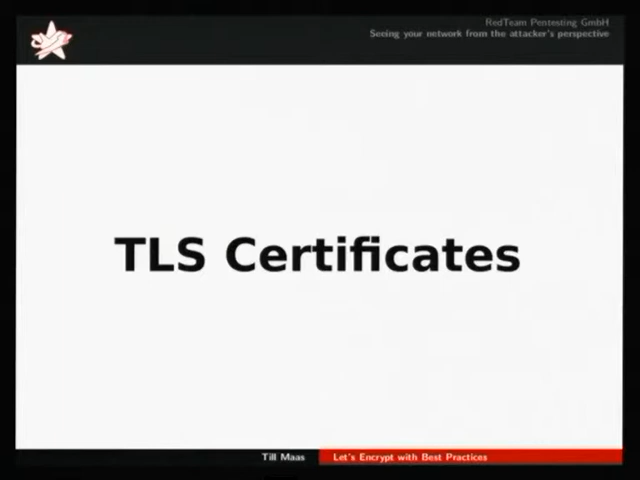 RedTeam Pentesting GmbH
Seeing your network from the attacker's perspective
TLS Certificates
Till Maas
Let's Encrypt with Best Practices